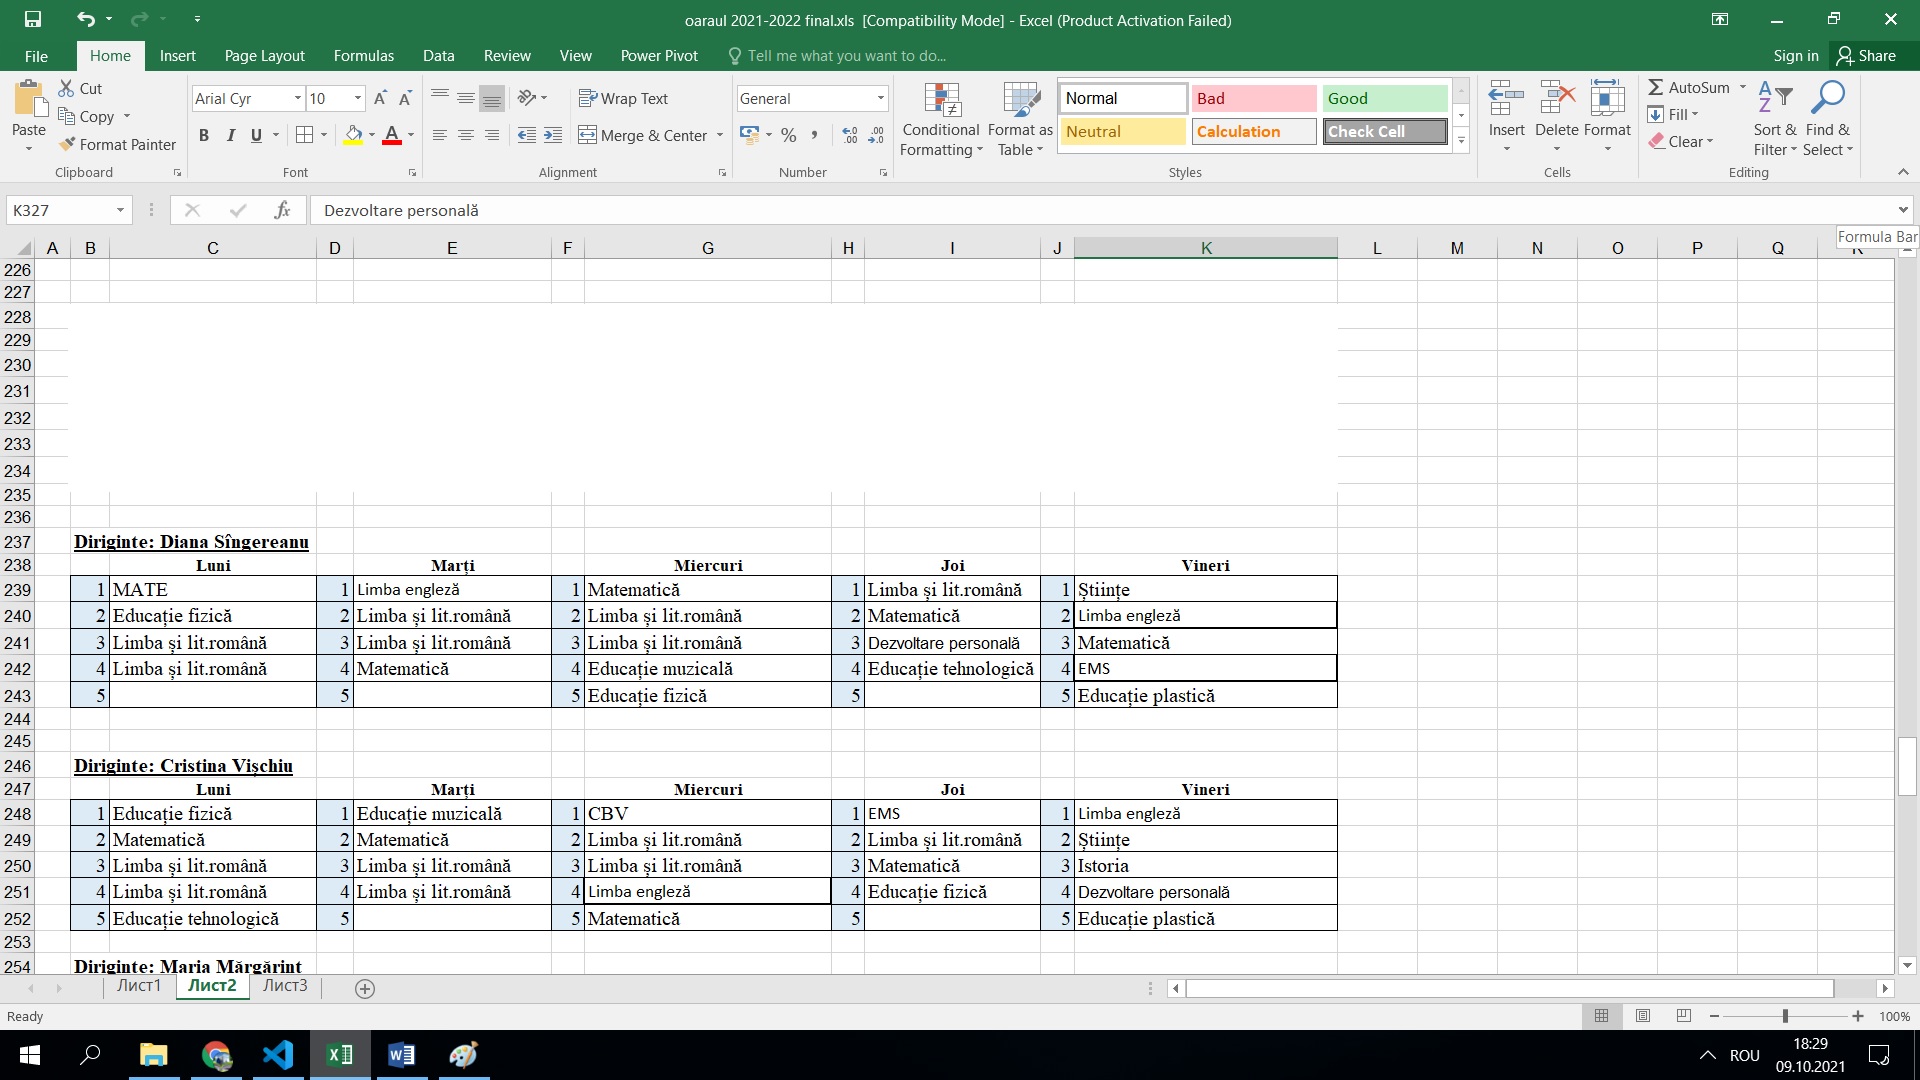 oaraul 2021-2022 final.xls [Compatibility Mode] - Excel (Product Activation Failed)
File Home Insert Page Layout Formulas Data Review View Power Pivot Tell me what you want to do... Sign in Share
Paste Cut Copy Format Painter
Arial Cyr 10
B I U
Wrap Text
Merge & Center
General
%
Conditional Formatting
Format as Table
Normal Bad Good
Neutral Calculation Check Cell
Insert Delete Format
AutoSum Fill Clear
Sort & Filter
Find & Select
Clipboard Font Alignment Number Styles Cells Editing
K327 fx Dezvoltare personală
Formula Bar
A B C D E F G H I J K L M N O P Q
226
227
228
229
230
231
232
233
234
235
236
237 Diriginte: Diana Sîngereanu
238 Luni Marți Miercuri Joi Vineri
239 1 MATE 1 Limba engleză 1 Matematică 1 Limba și lit.română 1 Științe
240 2 Educație fizică 2 Limba și lit.română 2 Limba și lit.română 2 Matematică 2 Limba engleză
241 3 Limba și lit.română 3 Limba și lit.română 3 Limba și lit.română 3 Dezvoltare personală 3 Matematică
242 4 Limba și lit.română 4 Matematică 4 Educație muzicală 4 Educație tehnologică 4 EMS
243 5 5 5 Educație fizică 5 5 Educație plastică
244
245
246 Diriginte: Cristina Vișchiu
247 Luni Marți Miercuri Joi Vineri
248 1 Educație fizică 1 Educație muzicală 1 CBV 1 EMS 1 Limba engleză
249 2 Matematică 2 Matematică 2 Limba și lit.română 2 Limba și lit.română 2 Științe
250 3 Limba și lit.română 3 Limba și lit.română 3 Limba și lit.română 3 Matematică 3 Istoria
251 4 Limba și lit.română 4 Limba și lit.română 4 Limba engleză 4 Educație fizică 4 Dezvoltare personală
252 5 Educație tehnologică 5 5 Matematică 5 5 Educație plastică
253
254 Diriginte: Maria Mărgărint
Лист1 Лист2 Лист3
Ready 100%
ROU 18:29
09.10.2021